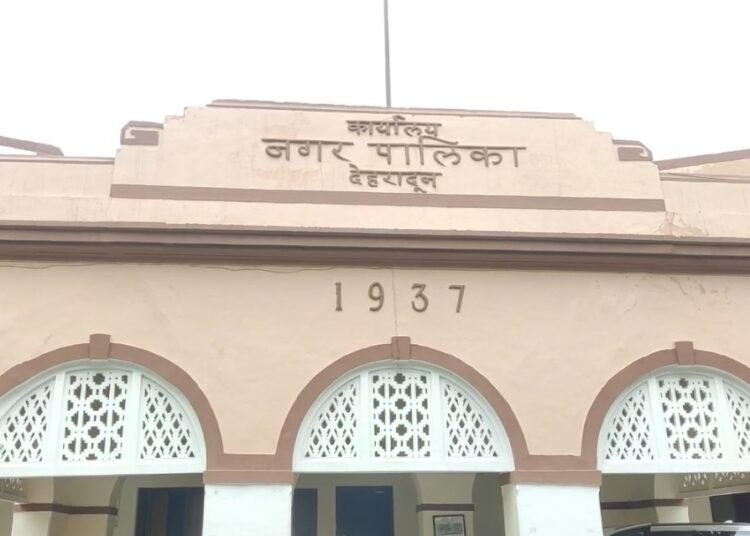 कार्यालय
नगर पालिका
देहरादून
1937